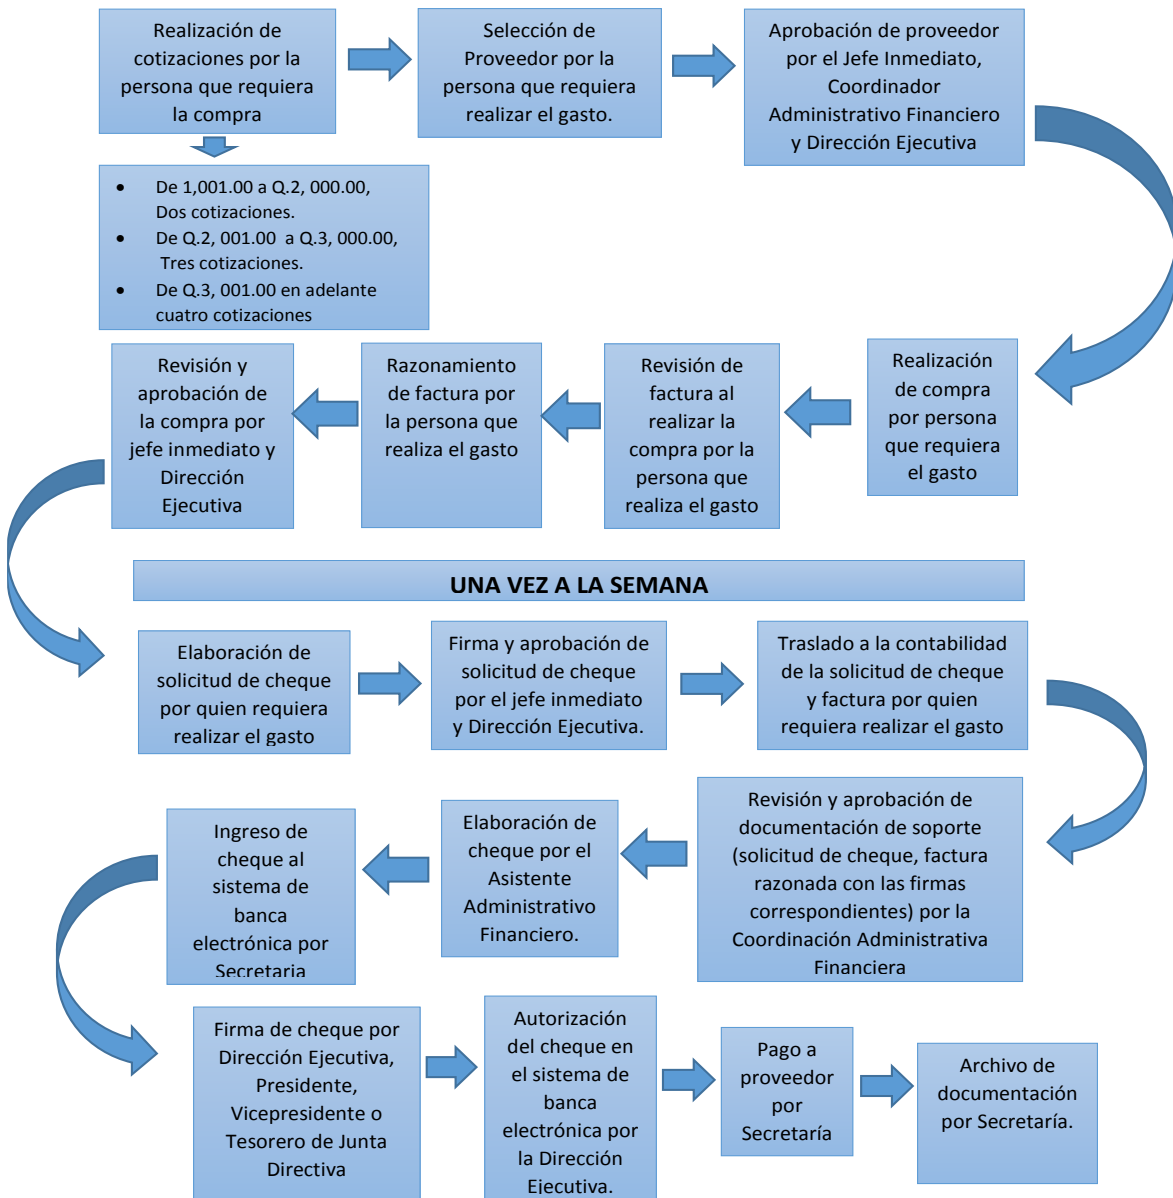 Realización de
cotizaciones por la
persona que requiera
la compra
Selección de
Proveedor por la
persona que requiera
realizar el gasto.
Aprobación de proveedor
por el Jefe Inmediato,
Coordinador
Administrativo Financiero
y Dirección Ejecutiva
• De 1,001.00 a Q.2, 000.00,
Dos cotizaciones.
• De Q.2, 001.00 a Q.3, 000.00,
Tres cotizaciones.
• De Q.3, 001.00 en adelante
cuatro cotizaciones
Realización
de compra
por persona
que requiera
el gasto
Revisión de
factura al
realizar la
compra por la
persona que
realiza el gasto
Razonamiento
de factura por
la persona que
realiza el gasto
Revisión y
aprobación de
la compra por
jefe inmediato y
Dirección
Ejecutiva
UNA VEZ A LA SEMANA
Elaboración de
solicitud de cheque
por quien requiera
realizar el gasto
Firma y aprobación de
solicitud de cheque
por el jefe inmediato
y Dirección Ejecutiva.
Traslado a la contabilidad
de la solicitud de cheque
y factura por quien
requiera realizar el gasto
Revisión y aprobación de
documentación de soporte
(solicitud de cheque, factura
razonada con las firmas
correspondientes) por la
Coordinación Administrativa
Financiera
Elaboración de
cheque por el
Asistente
Administrativo
Financiero.
Ingreso de
cheque al
sistema de
banca
electrónica por
Secretaria
Firma de cheque por
Dirección Ejecutiva,
Presidente,
Vicepresidente o
Tesorero de Junta
Directiva
Autorización
del cheque en
el sistema de
banca
electrónica por
la Dirección
Ejecutiva.
Pago a
proveedor
por
Secretaría
Archivo de
documentación
por Secretaría.